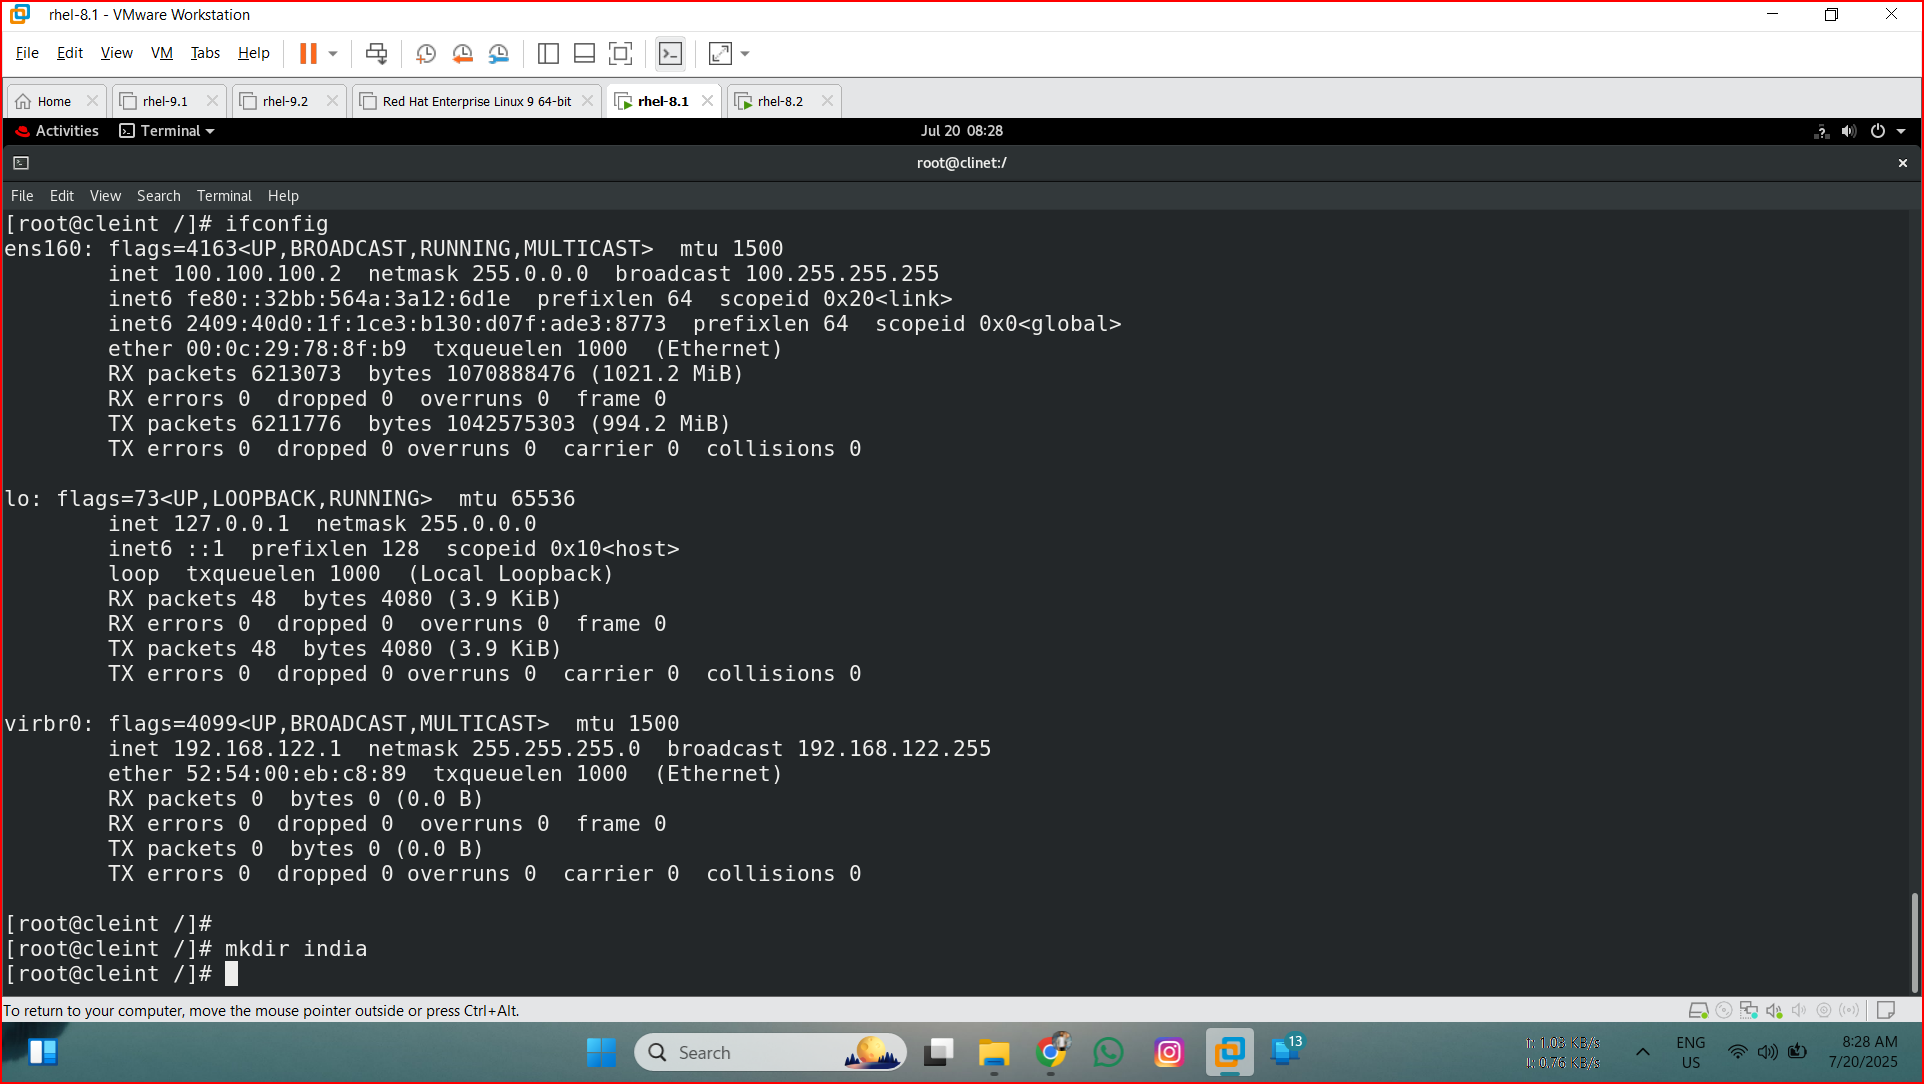 rhel-8.1 - VMware Workstation
File Edit View VM Tabs Help
Home rhel-9.1 rhel-9.2 Red Hat Enterprise Linux 9 64-bit rhel-8.1 rhel-8.2
Activities Terminal Jul 20 08:28
root@clinet:/
File Edit View Search Terminal Help
[root@cleint /]# ifconfig
ens160: flags=4163<UP,BROADCAST,RUNNING,MULTICAST>  mtu 1500
        inet 100.100.100.2  netmask 255.0.0.0  broadcast 100.255.255.255
        inet6 fe80::32bb:564a:3a12:6d1e  prefixlen 64  scopeid 0x20<link>
        inet6 2409:40d0:1f:1ce3:b130:d07f:ade3:8773  prefixlen 64  scopeid 0x0<global>
        ether 00:0c:29:78:8f:b9  txqueuelen 1000  (Ethernet)
        RX packets 6213073  bytes 1070888476 (1021.2 MiB)
        RX errors 0  dropped 0  overruns 0  frame 0
        TX packets 6211776  bytes 1042575303 (994.2 MiB)
        TX errors 0  dropped 0 overruns 0  carrier 0  collisions 0
lo: flags=73<UP,LOOPBACK,RUNNING>  mtu 65536
        inet 127.0.0.1  netmask 255.0.0.0
        inet6 ::1  prefixlen 128  scopeid 0x10<host>
        loop  txqueuelen 1000  (Local Loopback)
        RX packets 48  bytes 4080 (3.9 KiB)
        RX errors 0  dropped 0  overruns 0  frame 0
        TX packets 48  bytes 4080 (3.9 KiB)
        TX errors 0  dropped 0 overruns 0  carrier 0  collisions 0
virbr0: flags=4099<UP,BROADCAST,MULTICAST>  mtu 1500
        inet 192.168.122.1  netmask 255.255.255.0  broadcast 192.168.122.255
        ether 52:54:00:eb:c8:89  txqueuelen 1000  (Ethernet)
        RX packets 0  bytes 0 (0.0 B)
        RX errors 0  dropped 0  overruns 0  frame 0
        TX packets 0  bytes 0 (0.0 B)
        TX errors 0  dropped 0 overruns 0  carrier 0  collisions 0
[root@cleint /]#
[root@cleint /]# mkdir india
[root@cleint /]#
To return to your computer, move the mouse pointer outside or press Ctrl+Alt.
Search 13 1.03 KB/s ENG 8:28 AM
0.76 KB/s US 7/20/2025